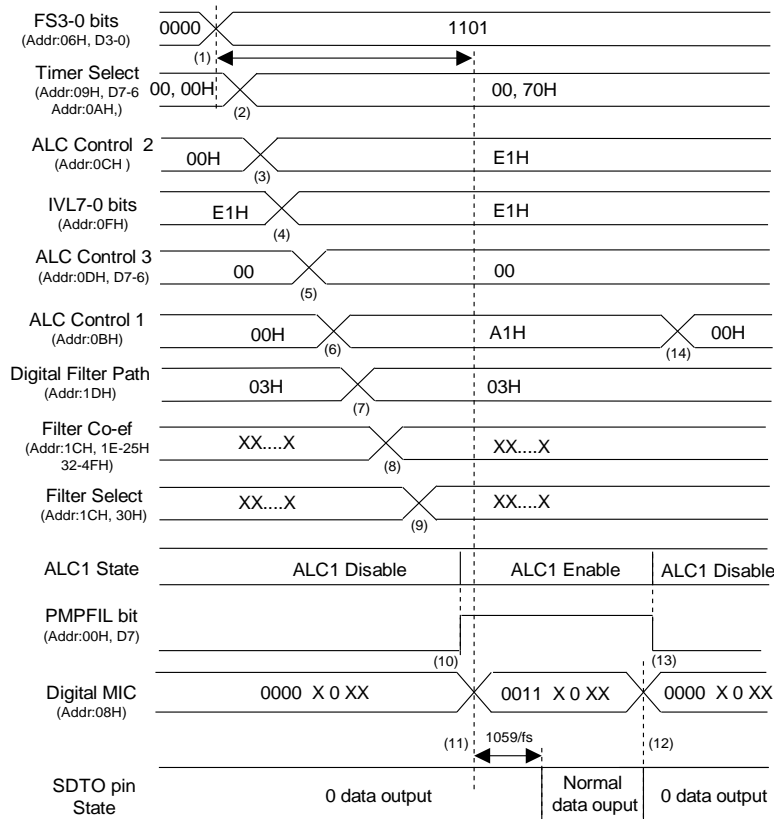 FS3-0 bits
(Addr:06H, D3-0)
0000
1101
(1)
Timer Select
(Addr:09H, D7-6
Addr:0AH,)
00, 00H
00, 70H
(2)
ALC Control 2
(Addr:0CH )
00H
E1H
(3)
IVL7-0 bits
(Addr:0FH)
E1H
E1H
(4)
ALC Control 3
(Addr:0DH, D7-6)
00
00
(5)
ALC Control 1
(Addr:0BH)
00H
A1H
00H
(6)
(14)
Digital Filter Path
(Addr:1DH)
03H
03H
(7)
Filter Co-ef
(Addr:1CH, 1E-25H
32-4FH)
XX....X
XX....X
(8)
Filter Select
(Addr:1CH, 30H)
XX....X
XX....X
(9)
ALC1 State
ALC1 Disable
ALC1 Enable
ALC1 Disable
PMPFIL bit
(Addr:00H, D7)
(10)
(13)
Digital MIC
(Addr:08H)
0000 X 0 XX
0011 X 0 XX
0000 X 0 XX
(11)
1059/fs
(12)
SDTO pin
State
0 data output
Normal
data ouput
0 data output